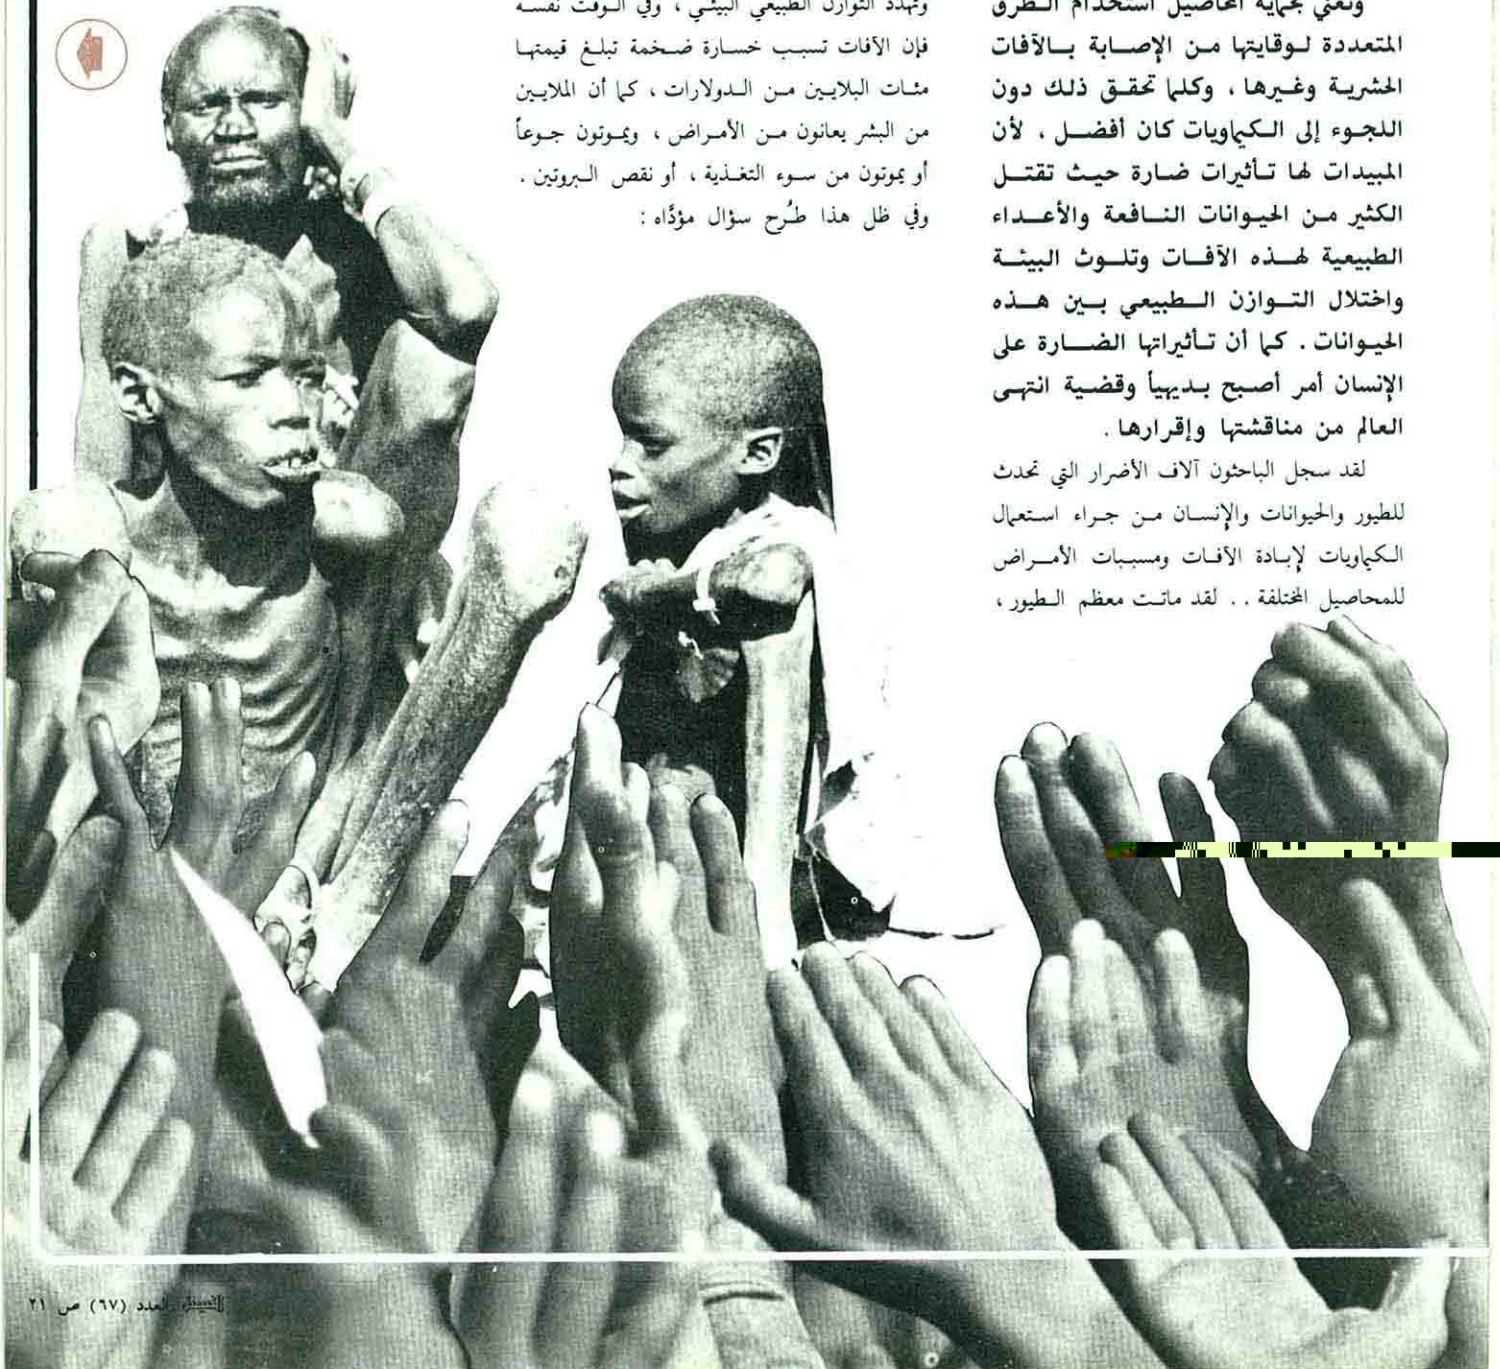 ونعني بحماية المحاصيل استخدام الطرق
المتعددة لوقايتها من الإصابة بالآفات
الحشرية وغيرها ، وكلما تحقق ذلك دون
اللجوء إلى الكيماويات كان أفضل ، لأن
المبيدات لها تأثيرات ضارة حيث تقتل
الكثير من الحيوانات النافعة والأعداء
الطبيعية لهذه الآفات وتلوث البيئة
واختلال التوازن الطبيعي بين هذه
الحيوانات . كما أن تأثيراتها الضارة على
الإنسان أمر أصبح بديهياً وقضية انتهى
العالم من مناقشتها وإقرارها .
لقد سجل الباحثون آلاف الأضرار التي تحدث
للطيور والحيوانات والإنسان من جراء استعمال
الكيماويات لإبادة الآفات ومسببات الأمراض
للمحاصيل المختلفة .. لقد ماتت معظم الطيور ،
وتهدد التوازن الطبيعي البيئي ، وفي الوقت نفسه
فإن الآفات تسبب خسارة ضخمة تبلغ قيمتها
مئات البلايين من الدولارات ، كما أن الملايين
من البشر يعانون من الأمراض ، ويموتون جوعاً
أو يموتون من سوء التغذية ، أو نقص البروتين .
وفي ظل هذا طُرح سؤال مؤدَّاه :
الفيصل العدد (٦٧) ص ٢١